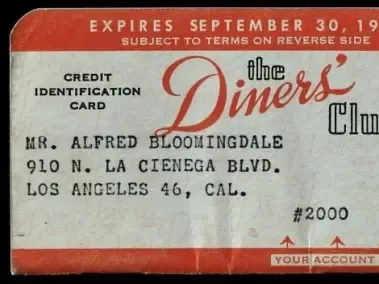 EXPIRES SEPTEMBER 30, 19
SUBJECT TO TERMS ON REVERSE SIDE
CREDIT
IDENTIFICATION
CARD
the
Diners'
Clu
MR. ALFRED BLOOMINGDALE
910 N. LA CIENEGA BLVD.
LOS ANGELES 46, CAL.
#2000
YOUR ACCOUNT